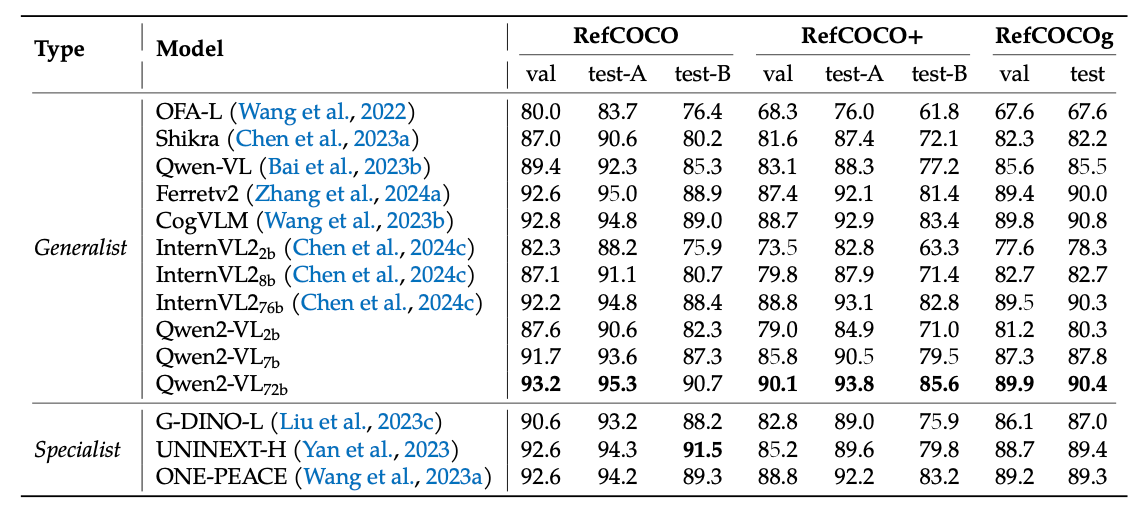 Type Model RefCOCO RefCOCO+ RefCOCOg
val test-A test-B val test-A test-B val test
OFA-L (Wang et al., 2022) 80.0 83.7 76.4 68.3 76.0 61.8 67.6 67.6
Shikra (Chen et al., 2023a) 87.0 90.6 80.2 81.6 87.4 72.1 82.3 82.2
Qwen-VL (Bai et al., 2023b) 89.4 92.3 85.3 83.1 88.3 77.2 85.6 85.5
Ferretv2 (Zhang et al., 2024a) 92.6 95.0 88.9 87.4 92.1 81.4 89.4 90.0
CogVLM (Wang et al., 2023b) 92.8 94.8 89.0 88.7 92.9 83.4 89.8 90.8
Generalist InternVL2 2b (Chen et al., 2024c) 82.3 88.2 75.9 73.5 82.8 63.3 77.6 78.3
InternVL2 8b (Chen et al., 2024c) 87.1 91.1 80.7 79.8 87.9 71.4 82.7 82.7
InternVL2 76b (Chen et al., 2024c) 92.2 94.8 88.4 88.8 93.1 82.8 89.5 90.3
Qwen2-VL 2b 87.6 90.6 82.3 79.0 84.9 71.0 81.2 80.3
Qwen2-VL 7b 91.7 93.6 87.3 85.8 90.5 79.5 87.3 87.8
Qwen2-VL 72b 93.2 95.3 90.7 90.1 93.8 85.6 89.9 90.4
G-DINO-L (Liu et al., 2023c) 90.6 93.2 88.2 82.8 89.0 75.9 86.1 87.0
Specialist UNINEXT-H (Yan et al., 2023) 92.6 94.3 91.5 85.2 89.6 79.8 88.7 89.4
ONE-PEACE (Wang et al., 2023a) 92.6 94.2 89.3 88.8 92.2 83.2 89.2 89.3